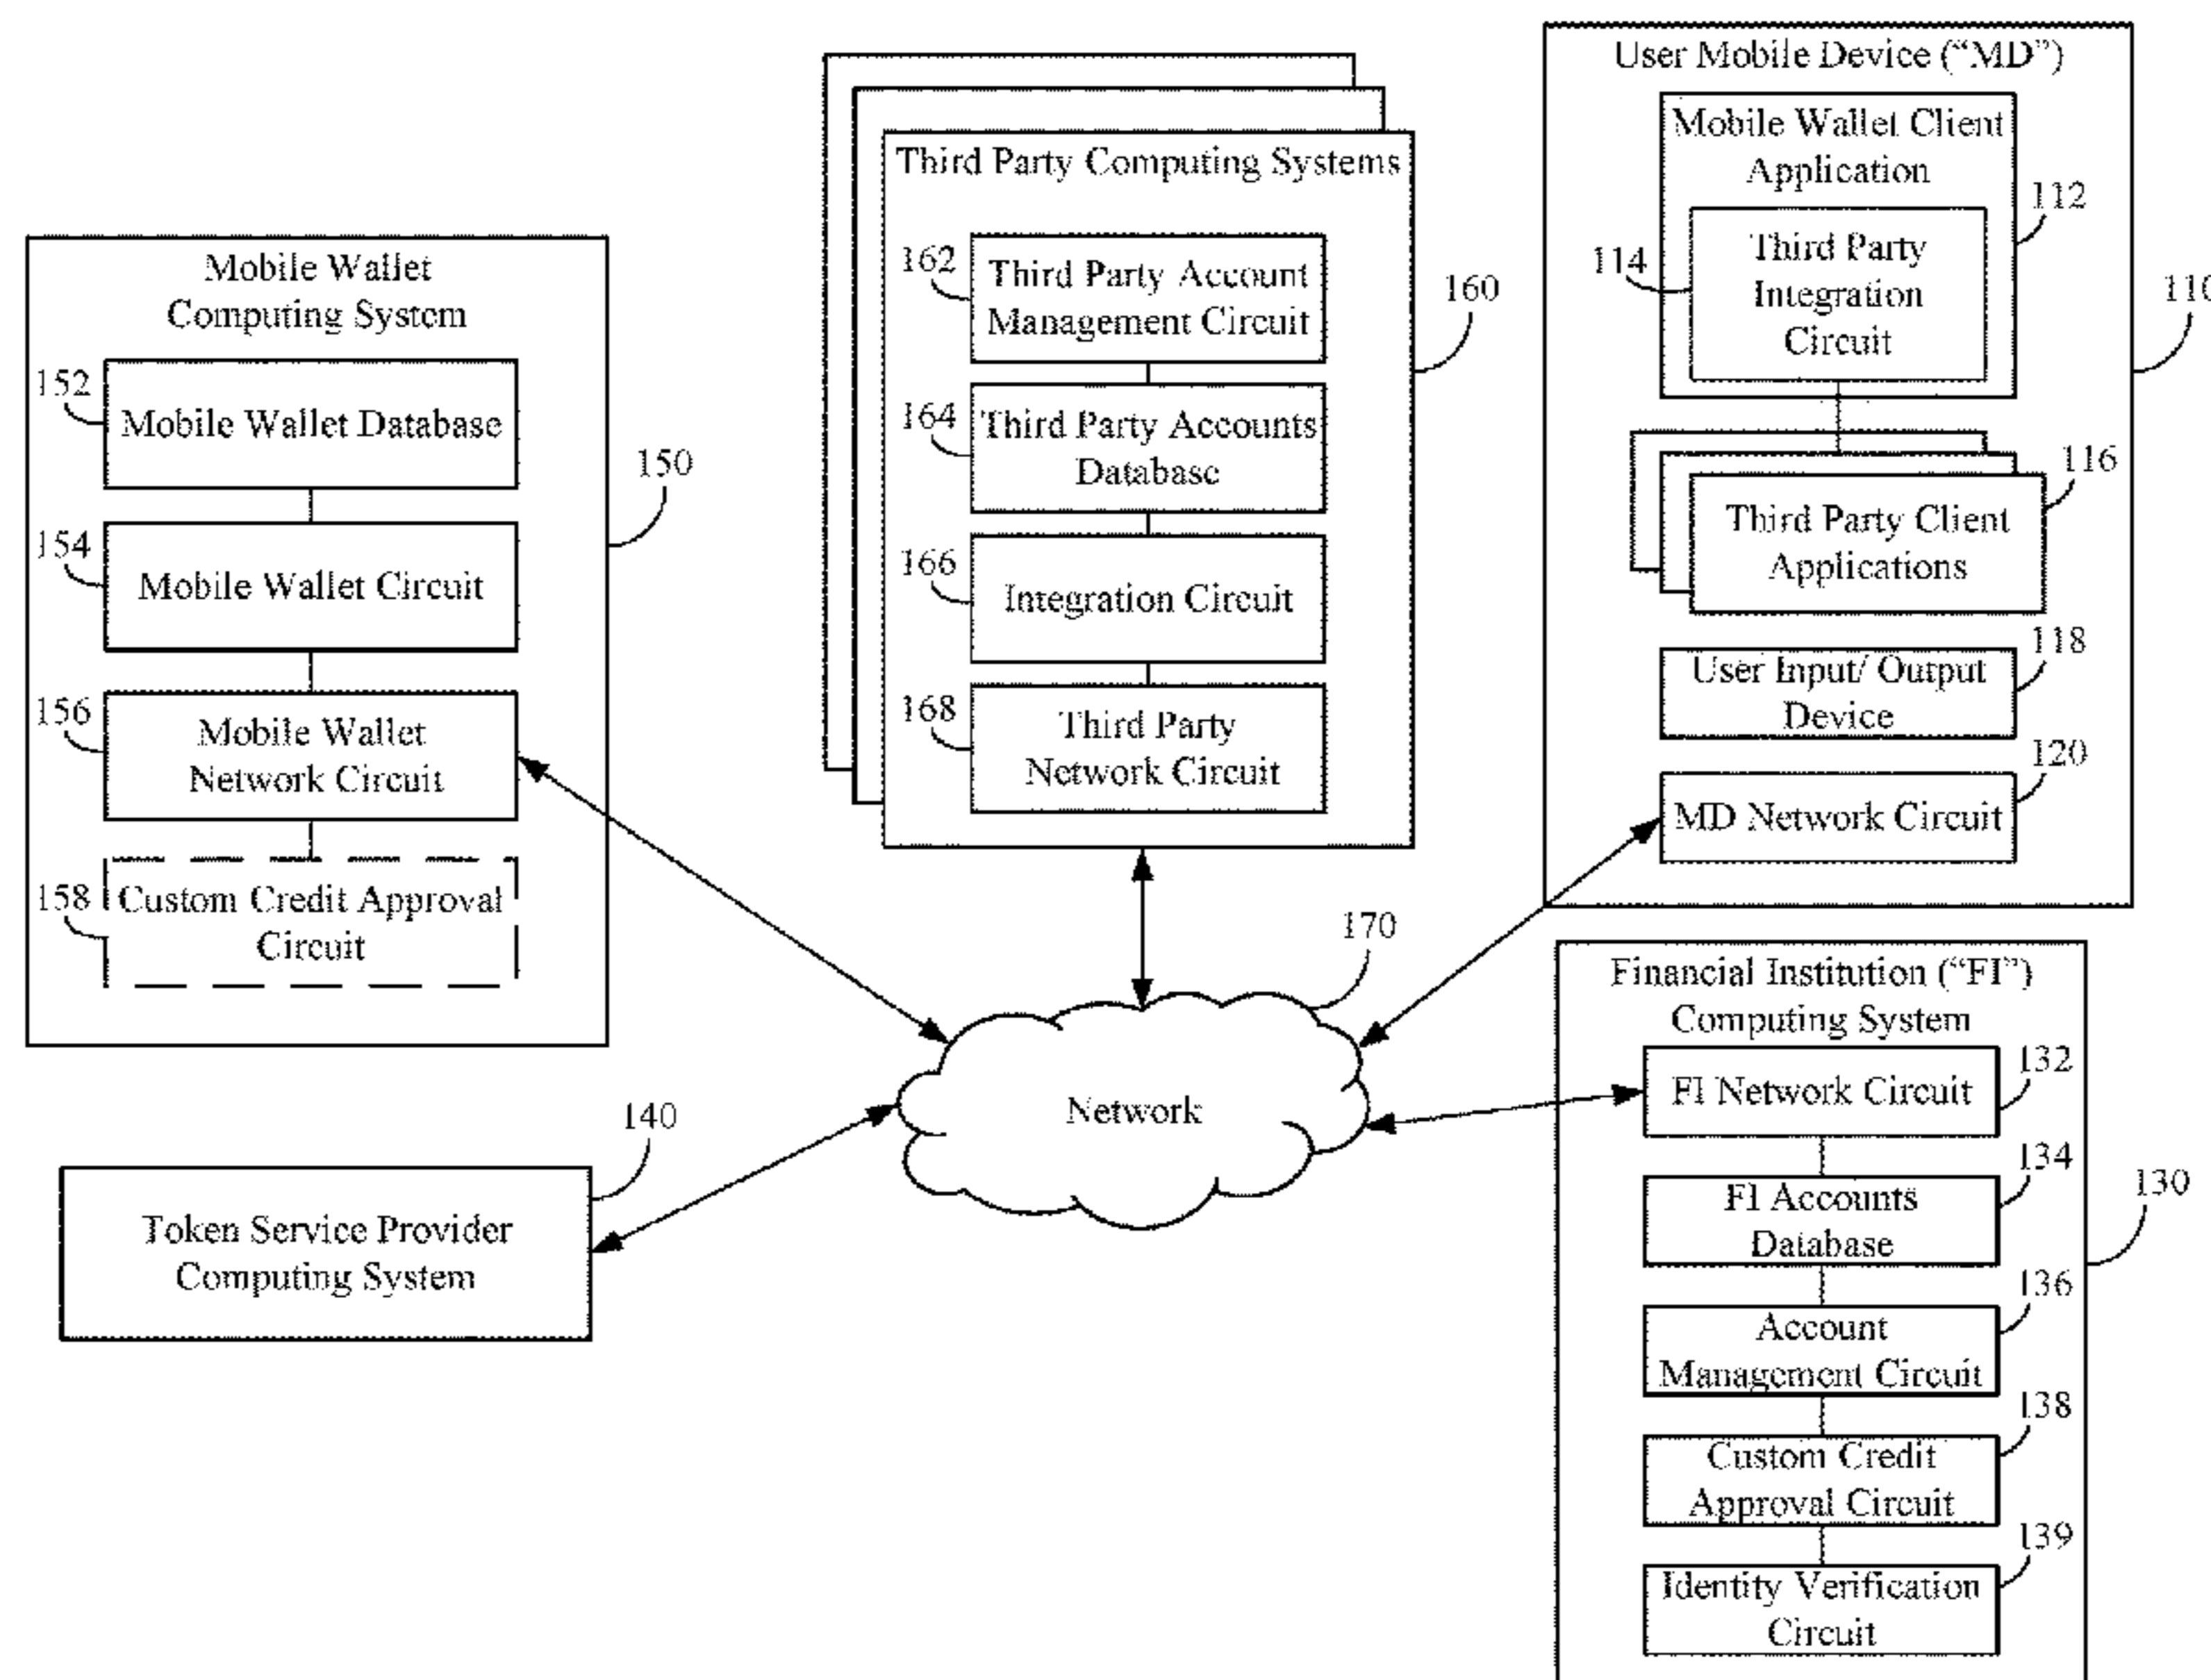 Mobile Wallet
Computing System
152
Mobile Wallet Database
154
Mobile Wallet Circuit
156
Mobile Wallet
Network Circuit
158
Custom Credit Approval
Circuit
150
Third Party Computing Systems
162
Third Party Account
Management Circuit
164
Third Party Accounts
Database
166
Integration Circuit
168
Third Party
Network Circuit
160
User Mobile Device (“MD”)
Mobile Wallet Client
Application
112
114
Third Party
Integration
Circuit
110
116
Third Party Client
Applications
118
User Input/ Output
Device
120
MD Network Circuit
140
Token Service Provider
Computing System
170
Network
Financial Institution (“FI”)
Computing System
132
FI Network Circuit
134
FI Accounts
Database
130
136
Account
Management Circuit
138
Custom Credit
Approval Circuit
139
Identity Verification
Circuit